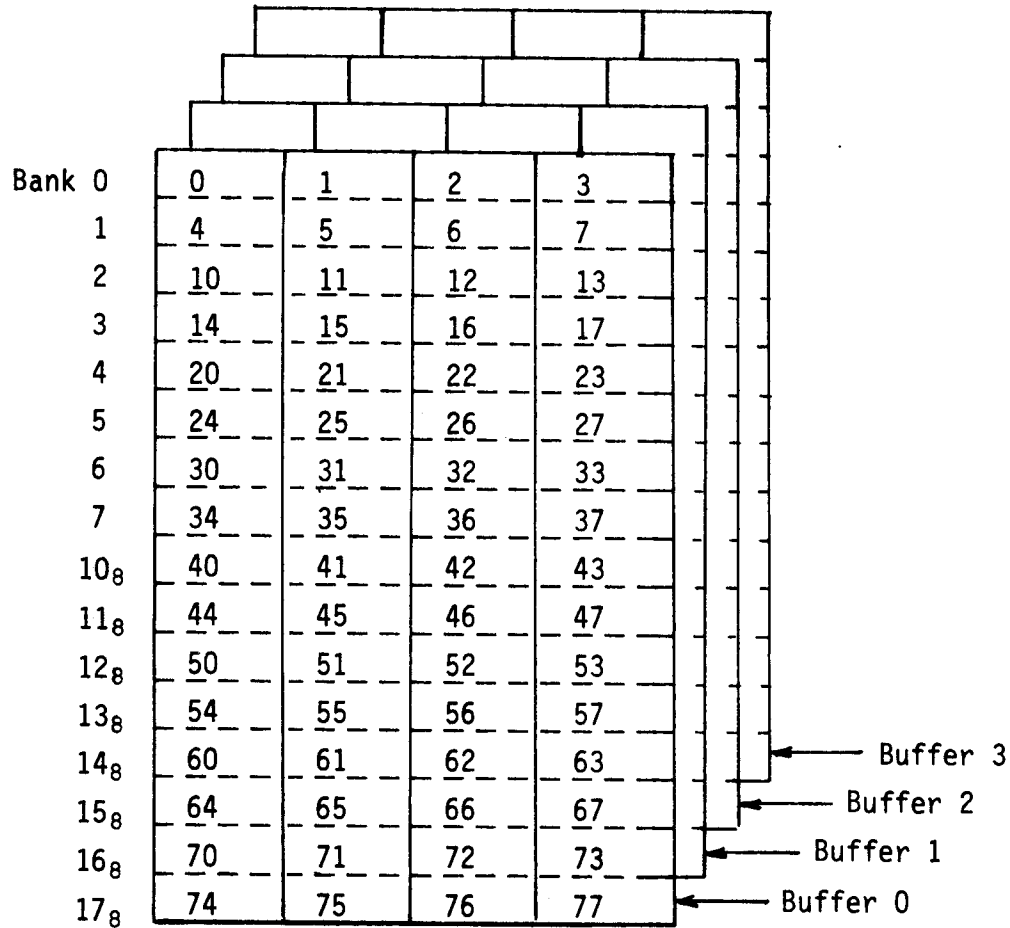 Bank 0 0 1 2 3
1 4 5 6 7
2 10 11 12 13
3 14 15 16 17
4 20 21 22 23
5 24 25 26 27
6 30 31 32 33
7 34 35 36 37
10₈ 40 41 42 43
11₈ 44 45 46 47
12₈ 50 51 52 53
13₈ 54 55 56 57
14₈ 60 61 62 63 Buffer 3
15₈ 64 65 66 67 Buffer 2
16₈ 70 71 72 73 Buffer 1
17₈ 74 75 76 77 Buffer 0